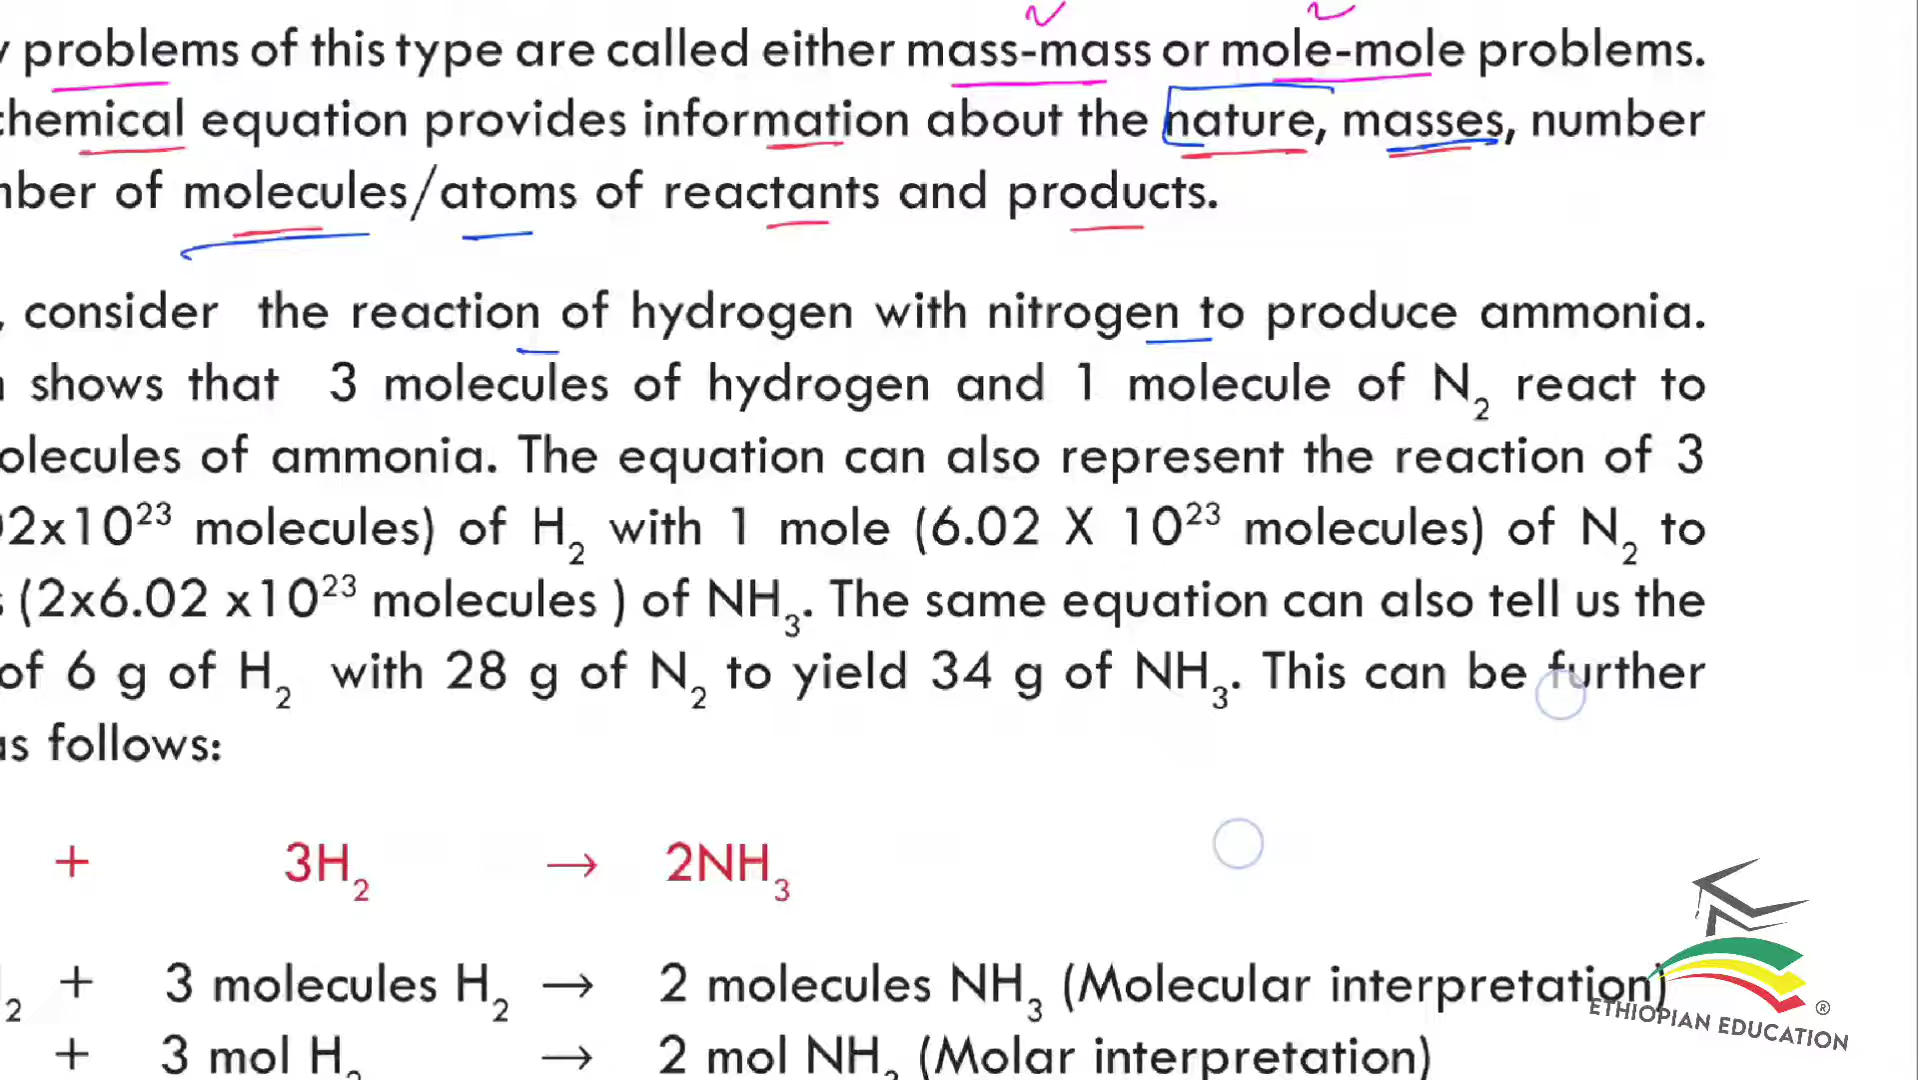 problems of this type are called either mass-mass or mole-mole problems.
chemical equation provides information about the nature, masses, number
of molecules/atoms of reactants and products.
, consider the reaction of hydrogen with nitrogen to produce ammonia.
shows that 3 molecules of hydrogen and 1 molecule of N₂ react to
olecules of ammonia. The equation can also represent the reaction of 3
2x10²³ molecules) of H₂ with 1 mole (6.02 X 10²³ molecules) of N₂ to
(2x6.02 x10²³ molecules ) of NH₃. The same equation can also tell us the
of 6 g of H₂ with 28 g of N₂ to yield 34 g of NH₃. This can be further
as follows:
+ 3H₂ → 2NH₃
₂ + 3 molecules H₂ → 2 molecules NH₃ (Molecular interpretation)
+ 3 mol H₂ → 2 mol NH₃ (Molar interpretation)
ETHIOPIAN EDUCATION ®